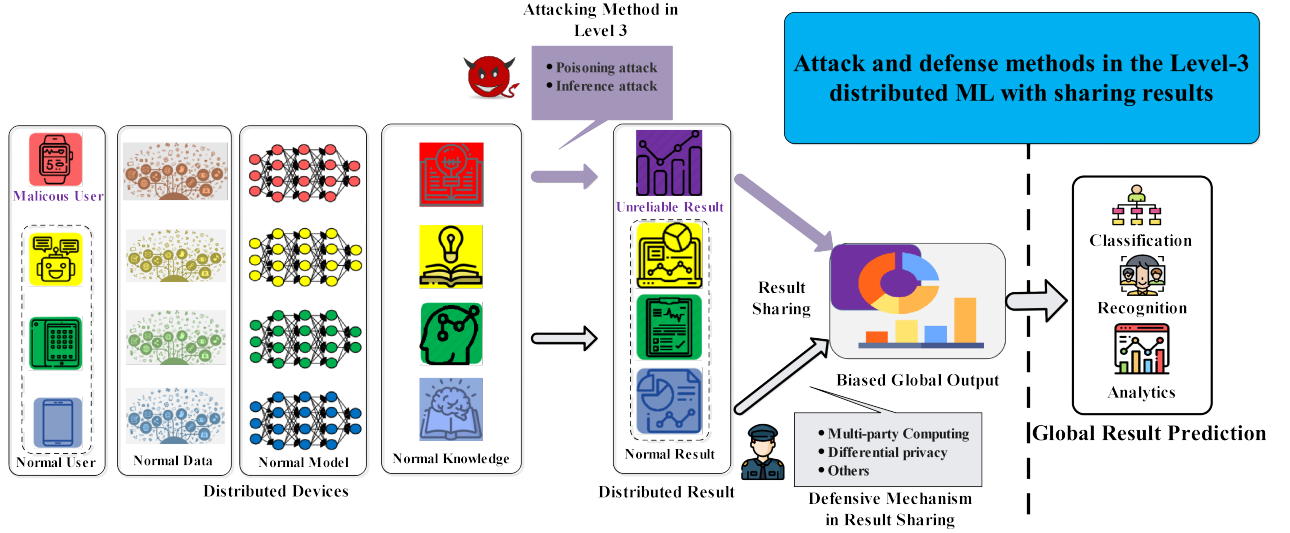 Attacking Method in
Level 3
• Poisoning attack
• Inference attack
Attack and defense methods in the Level-3
distributed ML with sharing results
Malicous User
Normal User
Normal Data
Normal Model
Normal Knowledge
Distributed Devices
Unreliable Result
Normal Result
Distributed Result
Result
Sharing
Biased Global Output
• Multi-party Computing
• Differential privacy
• Others
Defensive Mechanism
in Result Sharing
Classification
Recognition
Analytics
Global Result Prediction